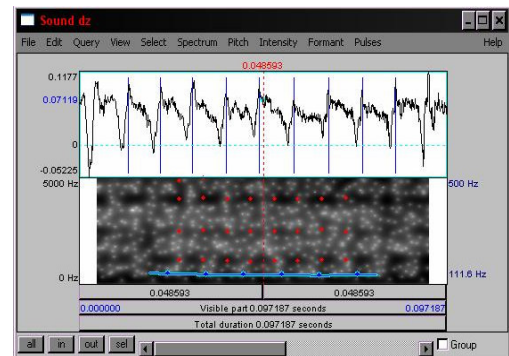 Sound dz
File Edit Query View Select Spectrum Pitch Intensity Formant Pulses Help
0.048593
0.1177
0.07119
0
-0.05225
5000 Hz
500 Hz
111.6 Hz
0 Hz
0.048593 0.048593
0.000000 Visible part 0.097187 seconds 0.097187
Total duration 0.097187 seconds
all in out sel Group